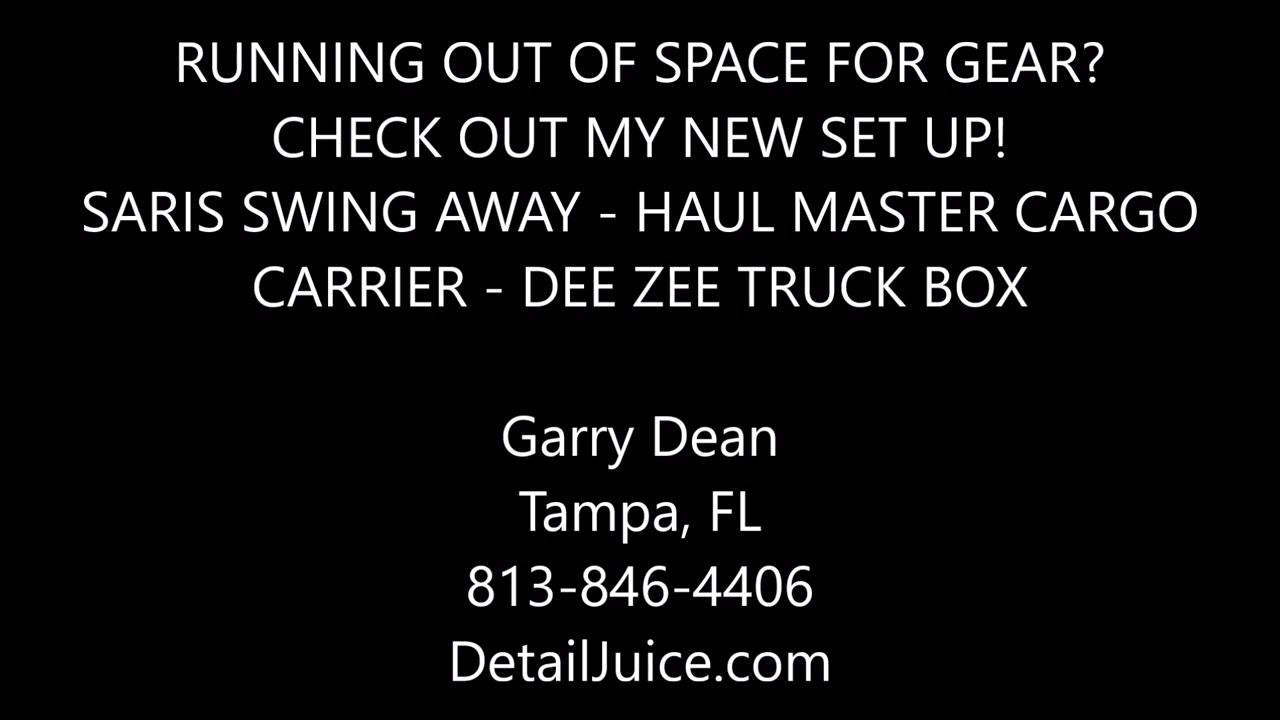 RUNNING OUT OF SPACE FOR GEAR?
CHECK OUT MY NEW SET UP!
SARIS SWING AWAY - HAUL MASTER CARGO
CARRIER - DEE ZEE TRUCK BOX
Garry Dean
Tampa, FL
813-846-4406
DetailJuice.com